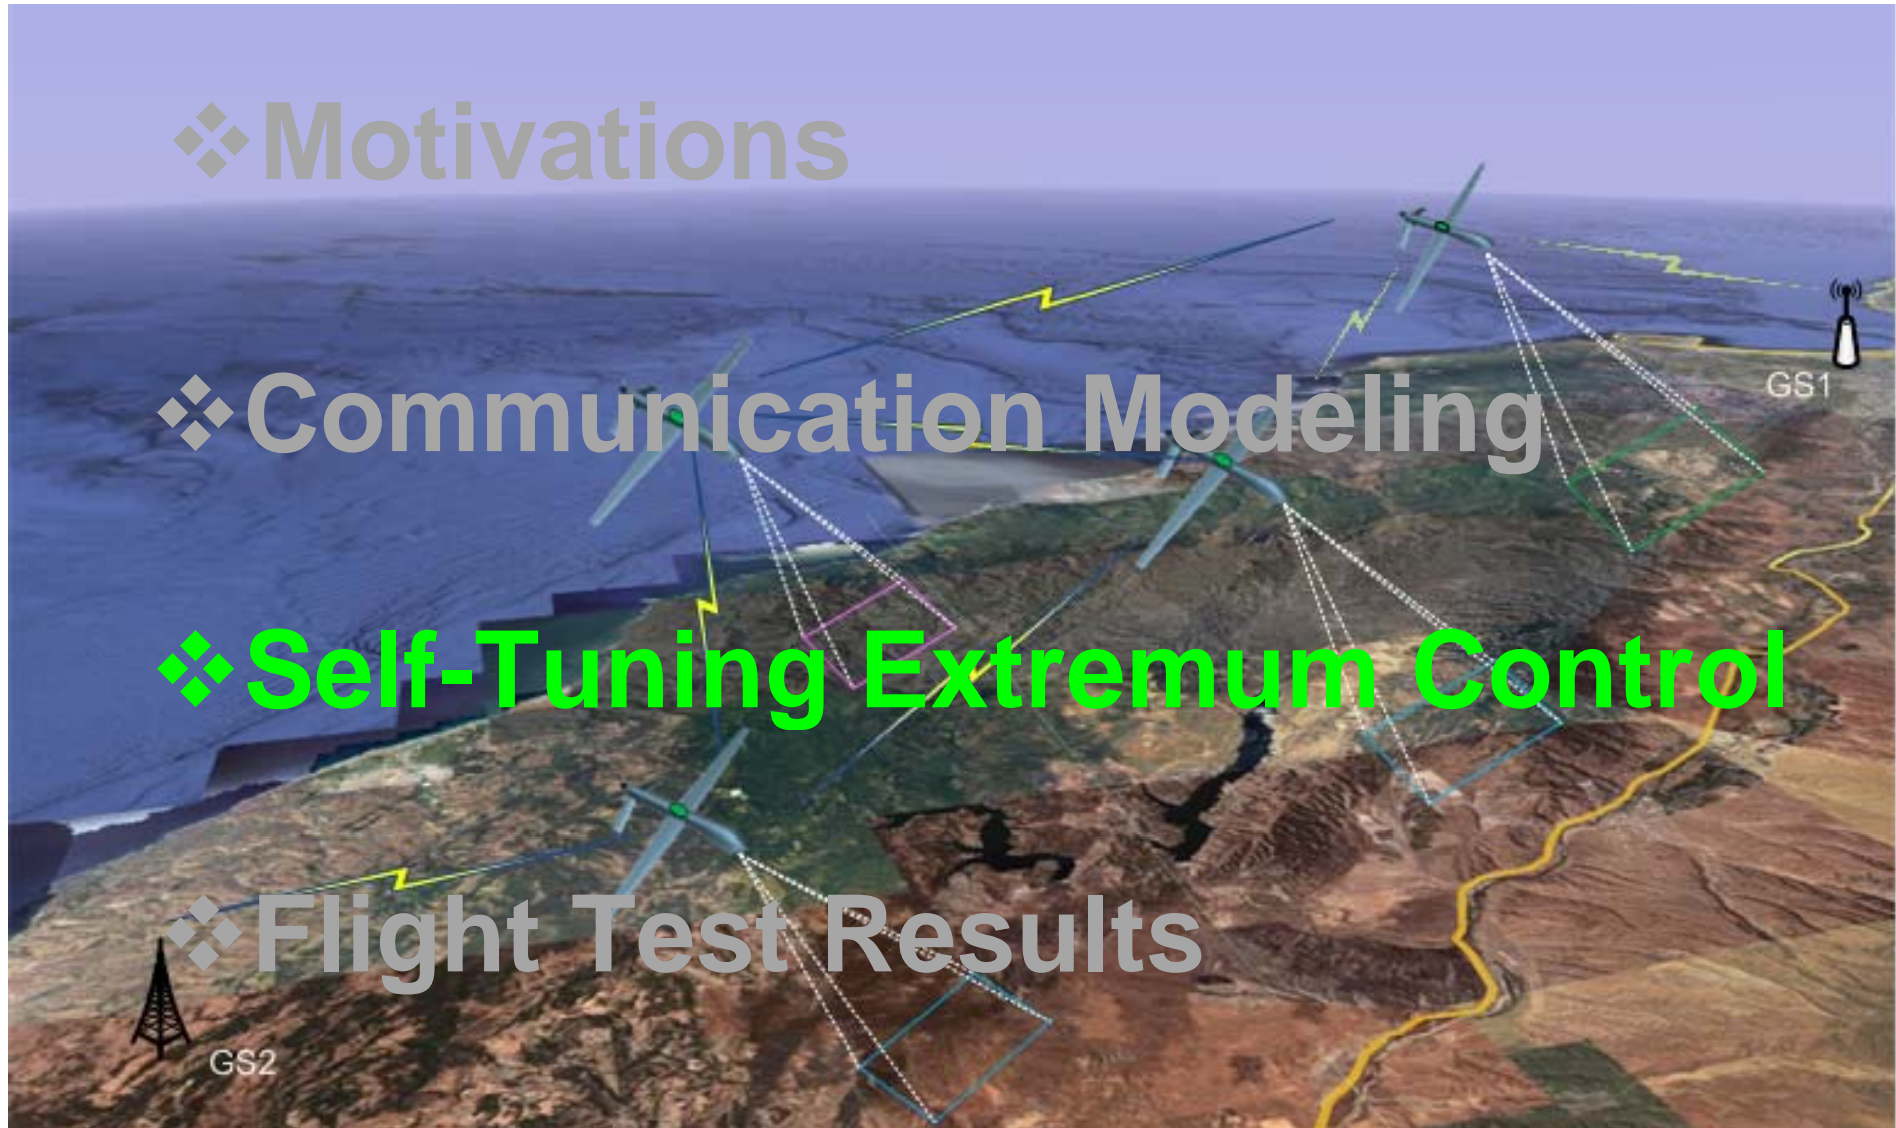 ❖Motivations
GS1
❖Communication Modeling
❖Self-Tuning Extremum Control
❖Flight Test Results
GS2